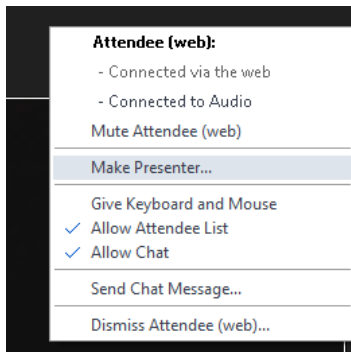 Attendee (web):
- Connected via the web
- Connected to Audio
Mute Attendee (web)
Make Presenter...
Give Keyboard and Mouse
Allow Attendee List
Allow Chat
Send Chat Message...
Dismiss Attendee (web)...